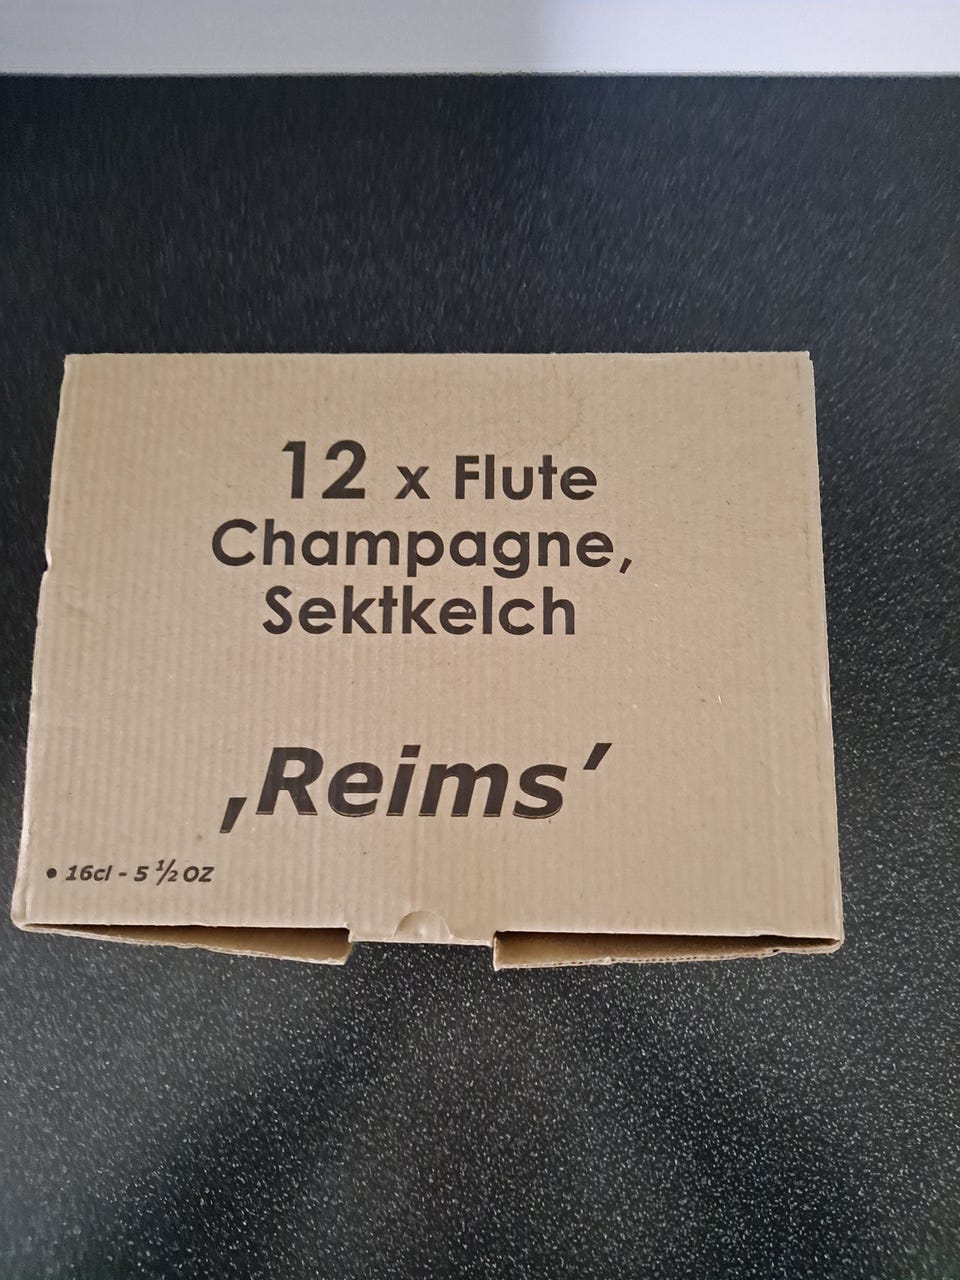 12 x Flute
Champagne,
Sektkelch
‚Reims’
• 16cl - 5 ½ OZ